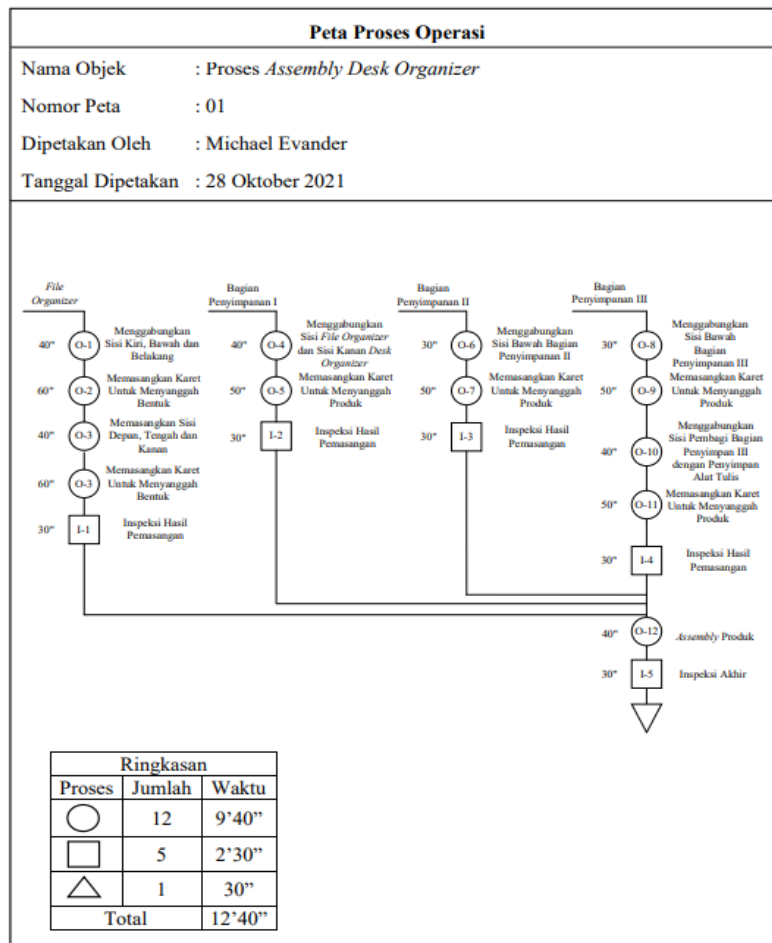 Peta Proses Operasi
Nama Objek : Proses Assembly Desk Organizer
Nomor Peta : 01
Dipetakan Oleh : Michael Evander
Tanggal Dipetakan : 28 Oktober 2021
File
Organizer
40" O-1 Menggabungkan
Sisi Kiri, Bawah dan
Belakang
60" O-2 Memasangkan Karet
Untuk Menyanggah
Bentuk
40" O-3 Memasangkan Sisi
Depan, Tengah dan
Kanan
60" O-3 Memasangkan Karet
Untuk Menyanggah
Bentuk
30" I-1 Inspeksi Hasil
Pemasangan
Bagian
Penyimpanan I
40" O-4 Menggabungkan
Sisi File Organizer
dan Sisi Kanan Desk
Organizer
50" O-5 Memasangkan Karet
Untuk Menyanggah
Produk
30" I-2 Inspeksi Hasil
Pemasangan
Bagian
Penyimpanan II
30" O-6 Menggabungkan
Sisi Bawah Bagian
Penyimpanan II
50" O-7 Memasangkan Karet
Untuk Menyanggah
Produk
30" I-3 Inspeksi Hasil
Pemasangan
Bagian
Penyimpanan III
30" O-8 Menggabungkan
Sisi Bawah
Bagian
Penyimpanan III
50" O-9 Memasangkan Karet
Untuk Menyanggah
Produk
40" O-10 Menggabungkan
Sisi Pembagi Bagian
Penyimpan III
dengan Penyimpan
Alat Tulis
50" O-11 Memasangkan Karet
Untuk Menyanggah
Produk
30" I-4 Inspeksi Hasil
Pemasangan
40" O-12 Assembly Produk
30" I-5 Inspeksi Akhir
Ringkasan
Proses Jumlah Waktu
12 9'40"
5 2'30"
1 30"
Total 12'40"